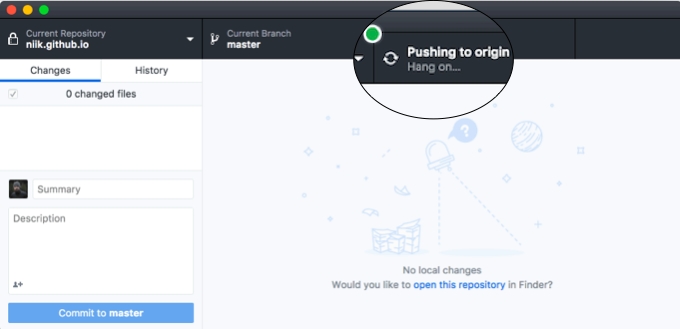 Current Repository
niik.github.io
Current Branch
master
Pushing to origin
Hang on...
Changes
History
0 changed files
Summary
Description
Commit to master
?
No local changes
Would you like to open this repository in Finder?